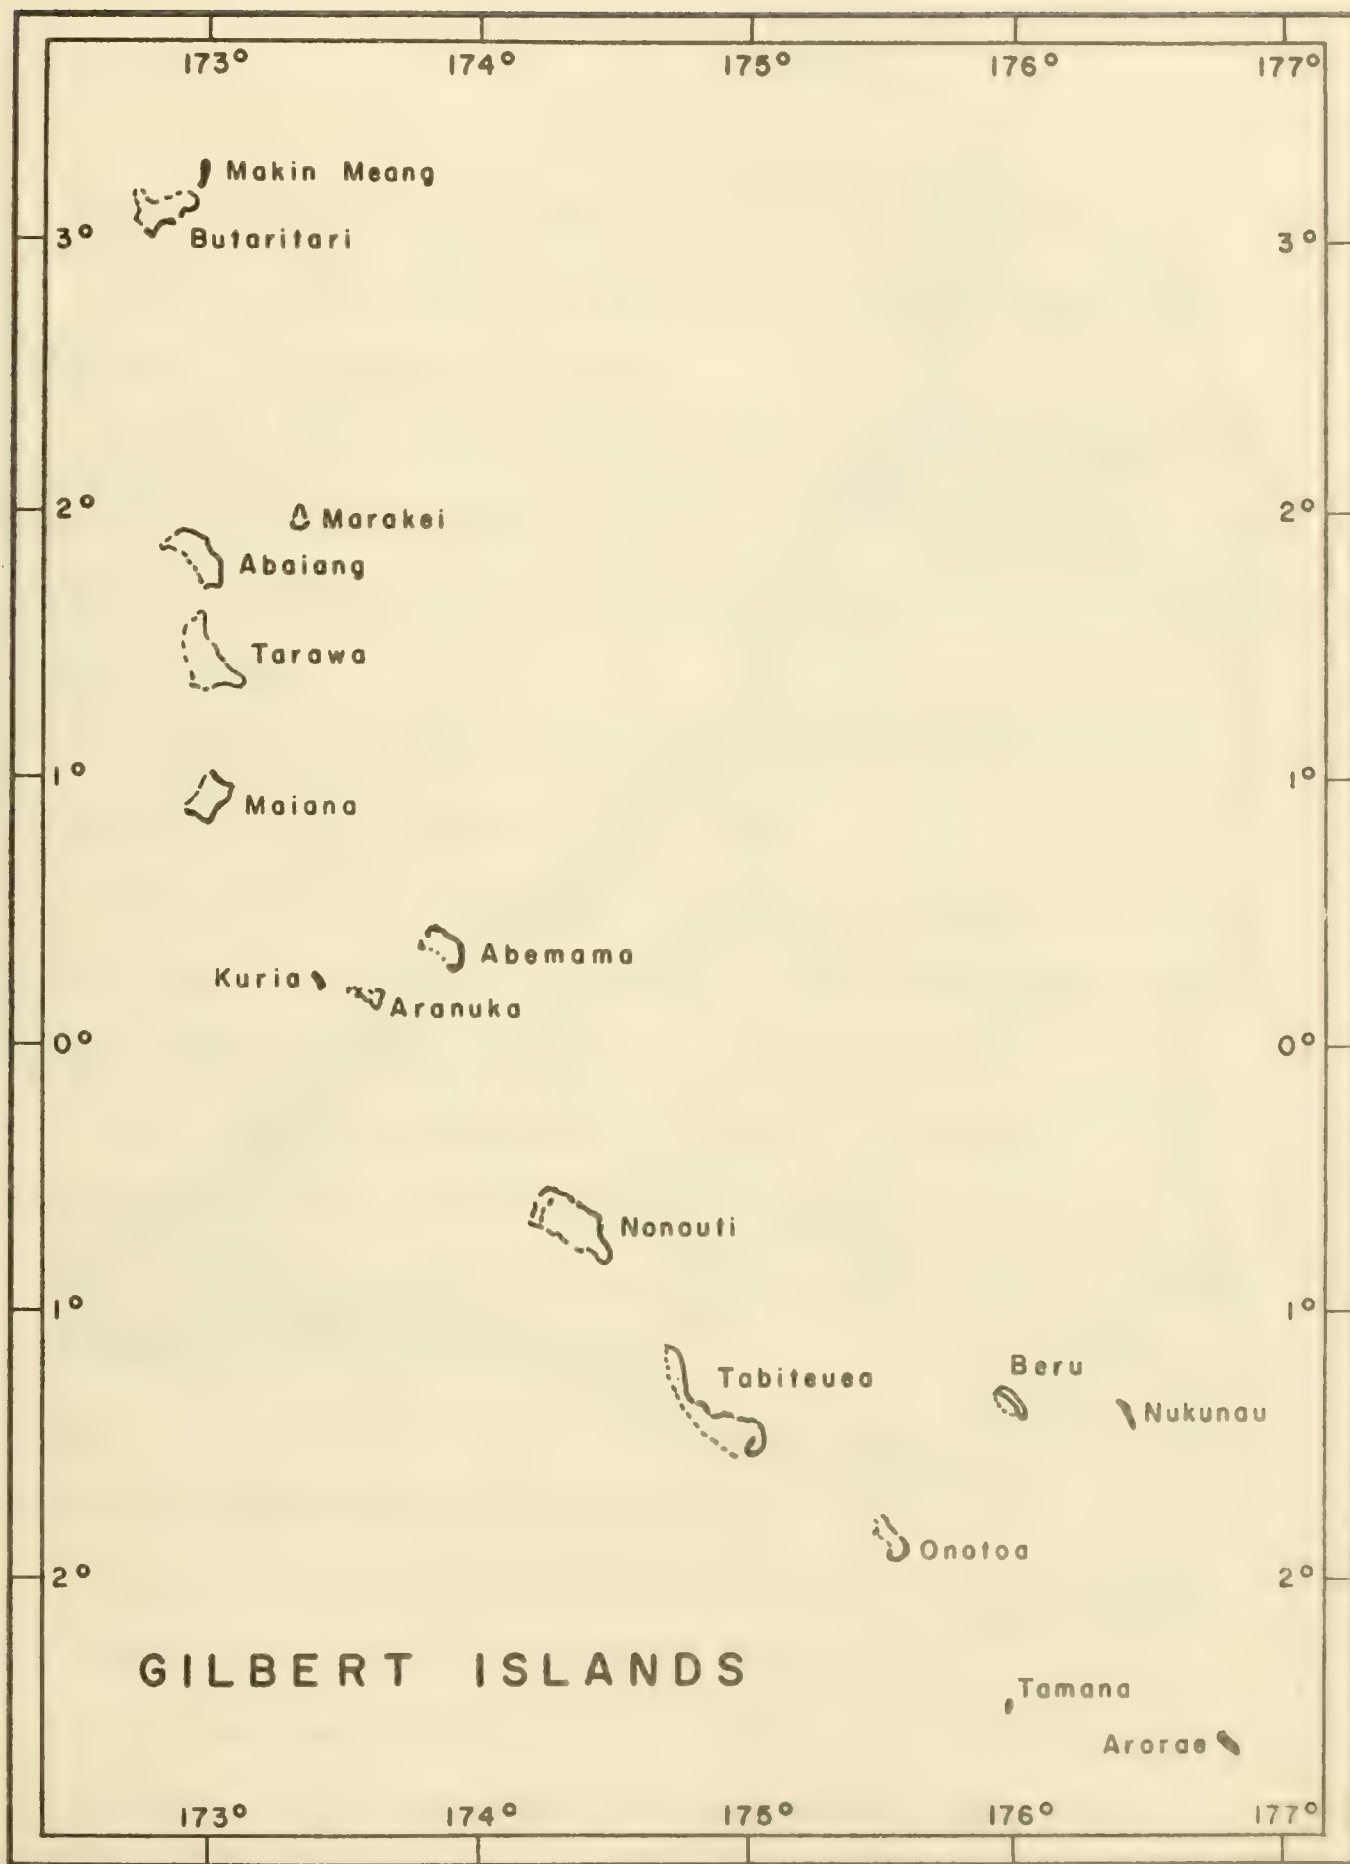 173° 174° 175° 176° 177°
Makin Meang
3° Butaritari 3°
2° Marakei 2°
Abaiang
Tarawa
1° 1°
Maiana
Abemama
Kuria
Aranuka
0° 0°
Nonouti
1° 1°
Beru
Tabiteuea
Nukunau
Onotoa
2° 2°
GILBERT ISLANDS
Tamana
Arorae
173° 174° 175° 176° 177°